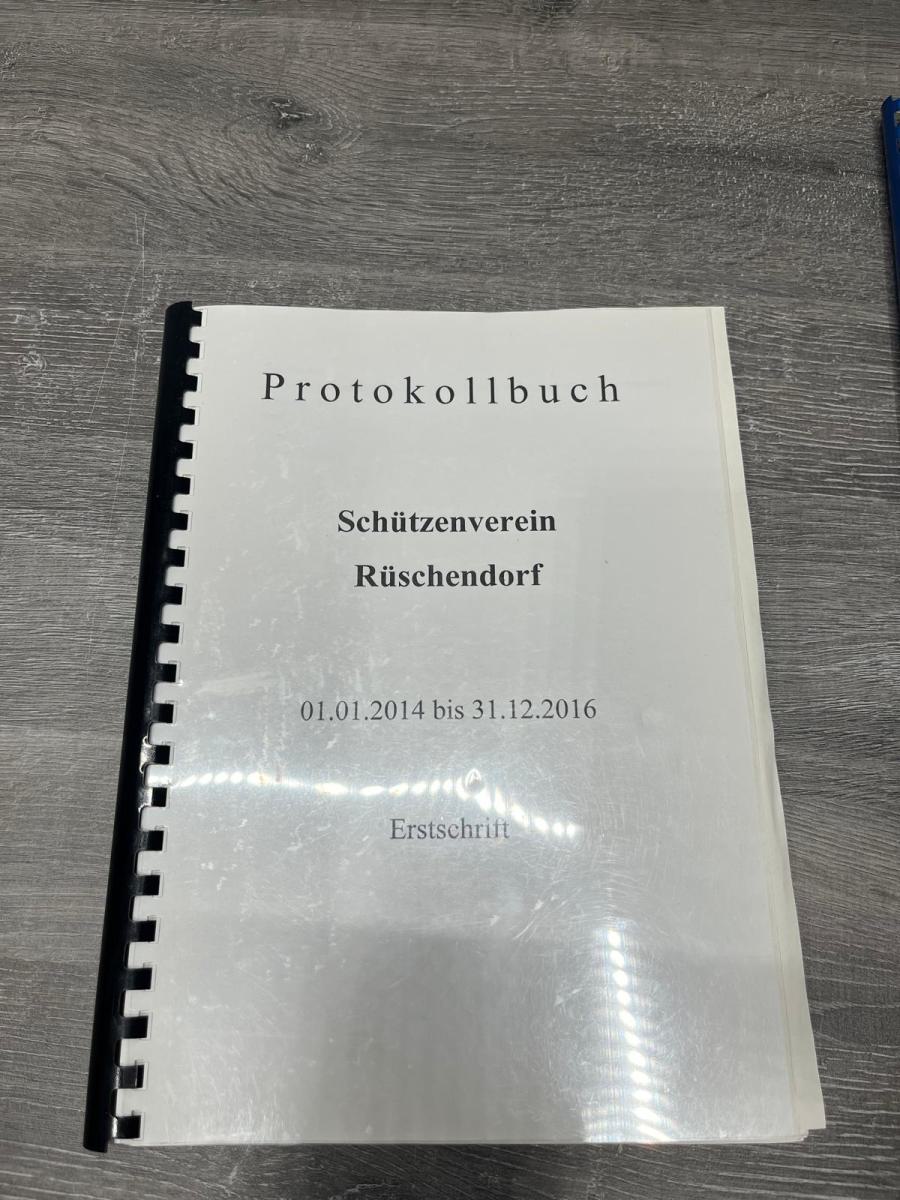 Protokollbuch
Schützenverein
Rüschendorf
01.01.2014 bis 31.12.2016
Erstschrift